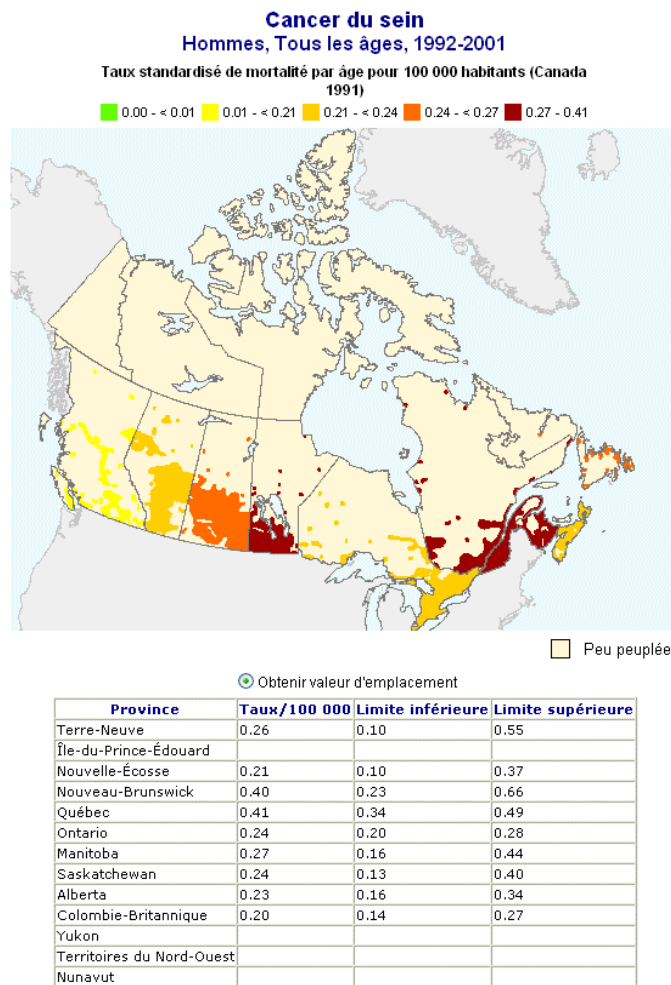 Cancer du sein
Hommes, Tous les âges, 1992-2001
Taux standardisé de mortalité par âge pour 100 000 habitants (Canada
1991)
0.00 - < 0.01 0.01 - < 0.21 0.21 - < 0.24 0.24 - < 0.27 0.27 - 0.41
Peu peuplée
Obtenir valeur d'emplacement
Province Taux/100 000 Limite inférieure Limite supérieure
Terre-Neuve 0.26 0.10 0.55
Île-du-Prince-Édouard
Nouvelle-Écosse 0.21 0.10 0.37
Nouveau-Brunswick 0.40 0.23 0.66
Québec 0.41 0.34 0.49
Ontario 0.24 0.20 0.28
Manitoba 0.27 0.16 0.44
Saskatchewan 0.24 0.13 0.40
Alberta 0.23 0.16 0.34
Colombie-Britannique 0.20 0.14 0.27
Yukon
Territoires du Nord-Ouest
Nunavut